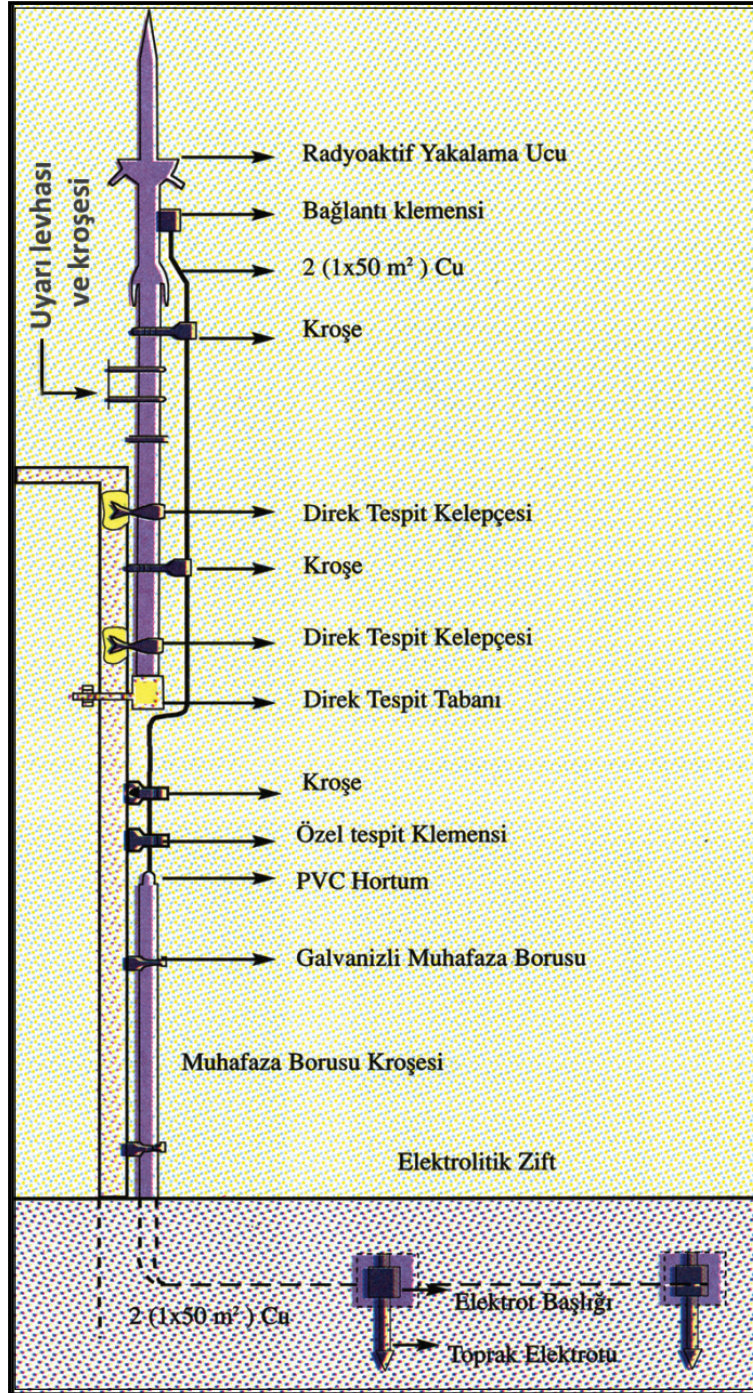 Radyoaktif Yakalama Ucu
Bağlantı klemensi
2 (1x50 m² ) Cu
Uyarı levhası
ve kroşesi
Kroşe
Direk Tespit Kelepçesi
Kroşe
Direk Tespit Kelepçesi
Direk Tespit Tabanı
Kroşe
Özel tespit Klemensi
PVC Hortum
Galvanizli Muhafaza Borusu
Muhafaza Borusu Kroşesi
Elektrolitik Zift
2 (1x50 m² ) Cu
Elektrot Başlığı
Toprak Elektrotu